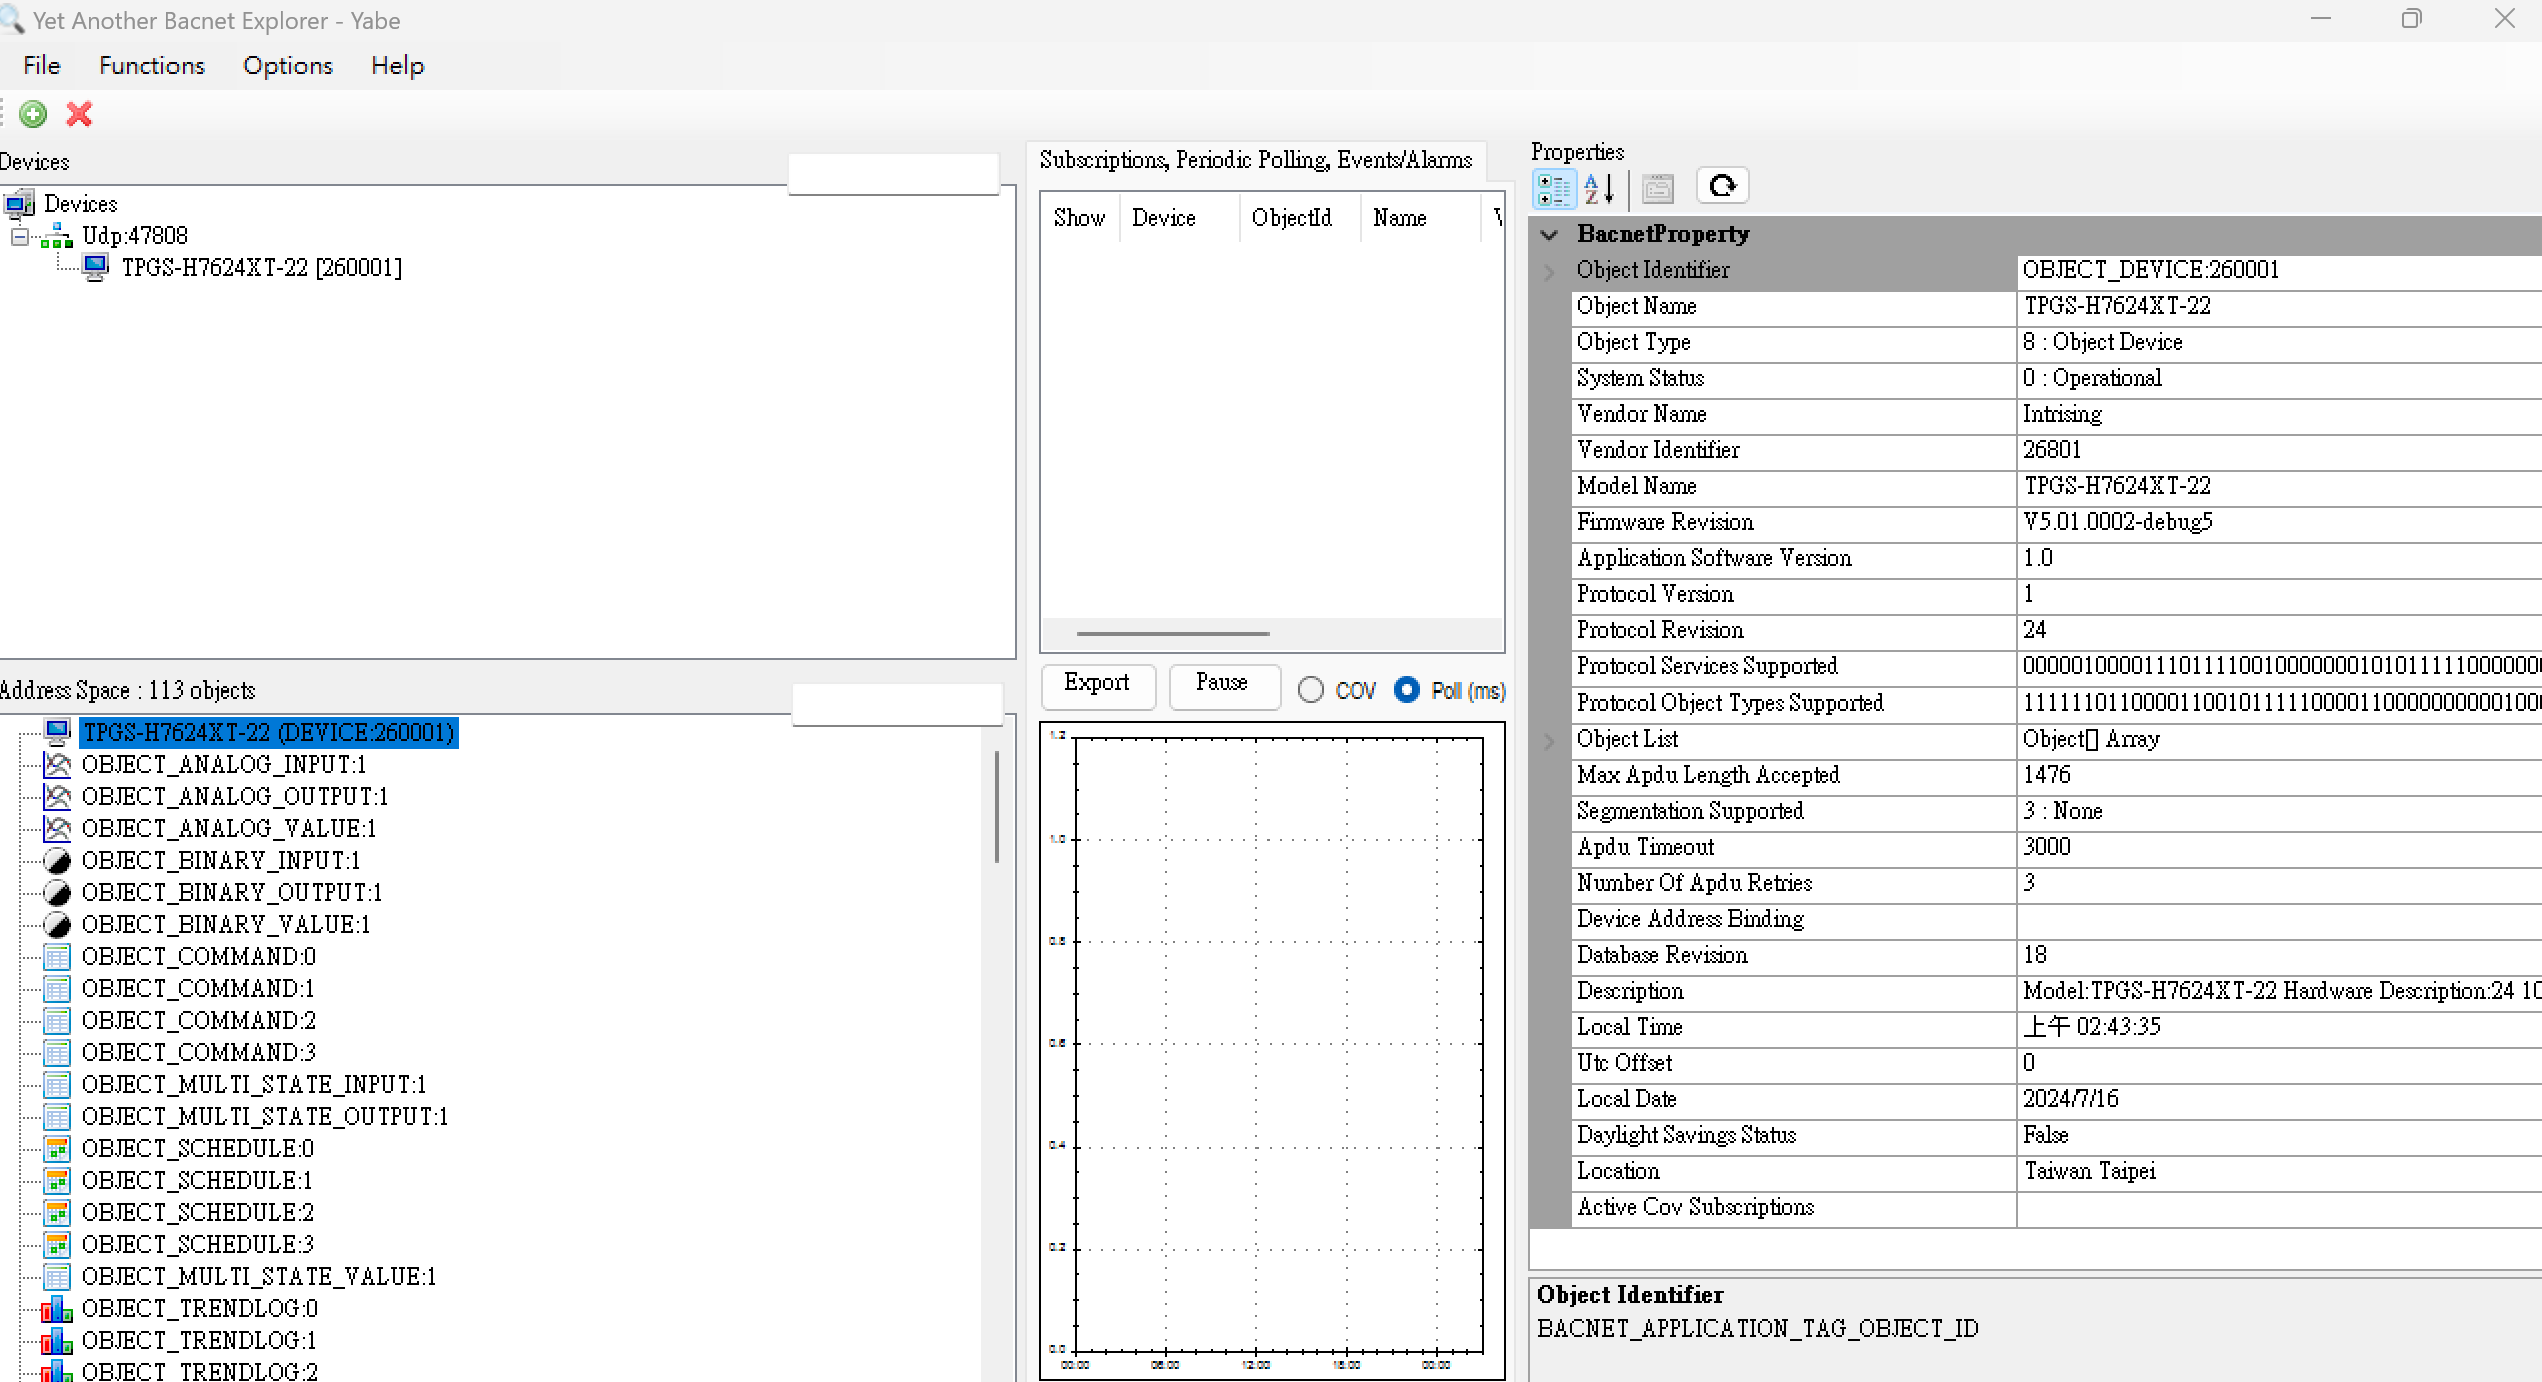 Yet Another Bacnet Explorer - Yabe
File Functions Options Help
Devices
Devices
Udp:47808
TPGS-H7624XT-22 [260001]
Address Space : 113 objects
TPGS-H7624XT-22 (DEVICE:260001)
OBJECT_ANALOG_INPUT:1
OBJECT_ANALOG_OUTPUT:1
OBJECT_ANALOG_VALUE:1
OBJECT_BINARY_INPUT:1
OBJECT_BINARY_OUTPUT:1
OBJECT_BINARY_VALUE:1
OBJECT_COMMAND:0
OBJECT_COMMAND:1
OBJECT_COMMAND:2
OBJECT_COMMAND:3
OBJECT_MULTI_STATE_INPUT:1
OBJECT_MULTI_STATE_OUTPUT:1
OBJECT_SCHEDULE:0
OBJECT_SCHEDULE:1
OBJECT_SCHEDULE:2
OBJECT_SCHEDULE:3
OBJECT_MULTI_STATE_VALUE:1
OBJECT_TRENDLOG:0
OBJECT_TRENDLOG:1
OBJECT_TRENDLOG:2
Subscriptions, Periodic Polling, Events/Alarms
Show Device ObjectId Name
Export Pause COV Poll (ms)
1.2
1.0
0.8
0.6
0.4
0.2
0.0
00:00 06:00 12:00 18:00 00:00
Properties
BacnetProperty
Object Identifier OBJECT_DEVICE:260001
Object Name TPGS-H7624XT-22
Object Type 8 : Object Device
System Status 0 : Operational
Vendor Name Intrising
Vendor Identifier 26801
Model Name TPGS-H7624XT-22
Firmware Revision V5.01.0002-debug5
Application Software Version 1.0
Protocol Version 1
Protocol Revision 24
Protocol Services Supported
Protocol Object Types Supported
Object List Object[] Array
Max Apdu Length Accepted 1476
Segmentation Supported 3 : None
Apdu Timeout 3000
Number Of Apdu Retries 3
Device Address Binding
Database Revision 18
Description Model:TPGS-H7624XT-22 Hardware Description:24 10
Local Time 上午 02:43:35
Utc Offset 0
Local Date 2024/7/16
Daylight Savings Status False
Location Taiwan Taipei
Active Cov Subscriptions
Object Identifier
BACNET_APPLICATION_TAG_OBJECT_ID